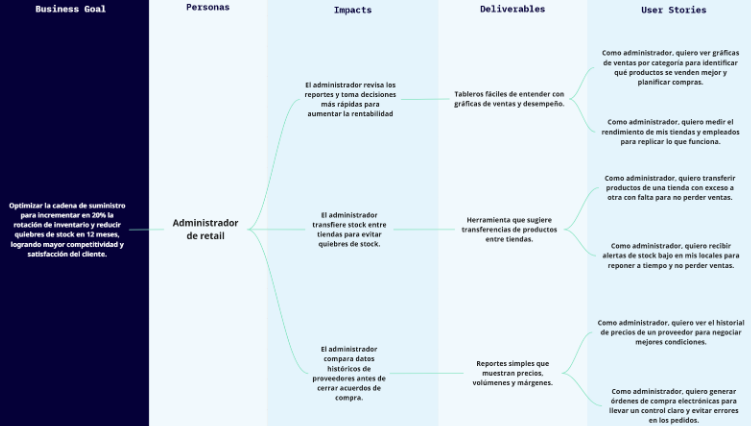 Business Goal
Personas
Impacts
Deliverables
User Stories
Optimizar la cadena de suministro
para incrementar en 20% la
rotación de inventario y reducir
quiebres de stock en 12 meses,
logrando mayor competitividad y
satisfacción del cliente.
Administrador
de retail
El administrador revisa los
reportes y toma decisiones
más rápidas para
aumentar la rentabilidad
Tableros fáciles de entender con
gráficas de ventas y desempeño.
Como administrador, quiero ver gráficas
de ventas por categoría para identificar
qué productos se venden mejor y
planificar compras.
Como administrador, quiero medir el
rendimiento de mis tiendas y empleados
para replicar lo que funciona.
El administrador
transfiere stock entre
tiendas para evitar
quiebres de stock.
Herramienta que sugiere
transferencias de productos
entre tiendas.
Como administrador, quiero transferir
productos de una tienda con exceso a
otra con falta para no perder ventas.
Como administrador, quiero recibir
alertas de stock bajo en mis locales para
reponer a tiempo y no perder ventas.
El administrador
compara datos
históricos de
proveedores antes de
cerrar acuerdos de
compra.
Reportes simples que
muestran precios,
volúmenes y márgenes.
Como administrador, quiero ver el historial
de precios de un proveedor para negociar
mejores condiciones.
Como administrador, quiero generar
órdenes de compra electrónicas para
llevar un control claro y evitar errores
en los pedidos.